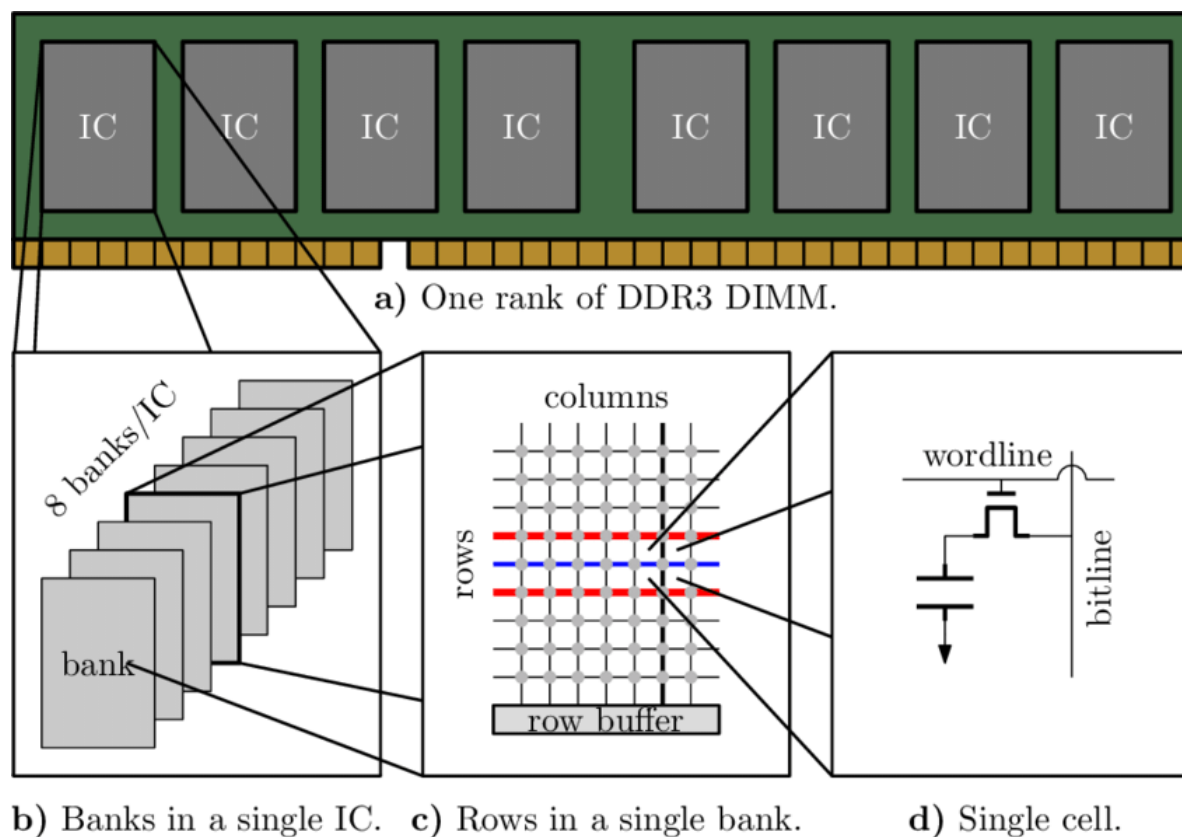 IC IC IC IC IC IC IC IC
a) One rank of DDR3 DIMM.
8 banks/IC
bank
columns
rows
row buffer
wordline
bitline
b) Banks in a single IC.
c) Rows in a single bank.
d) Single cell.